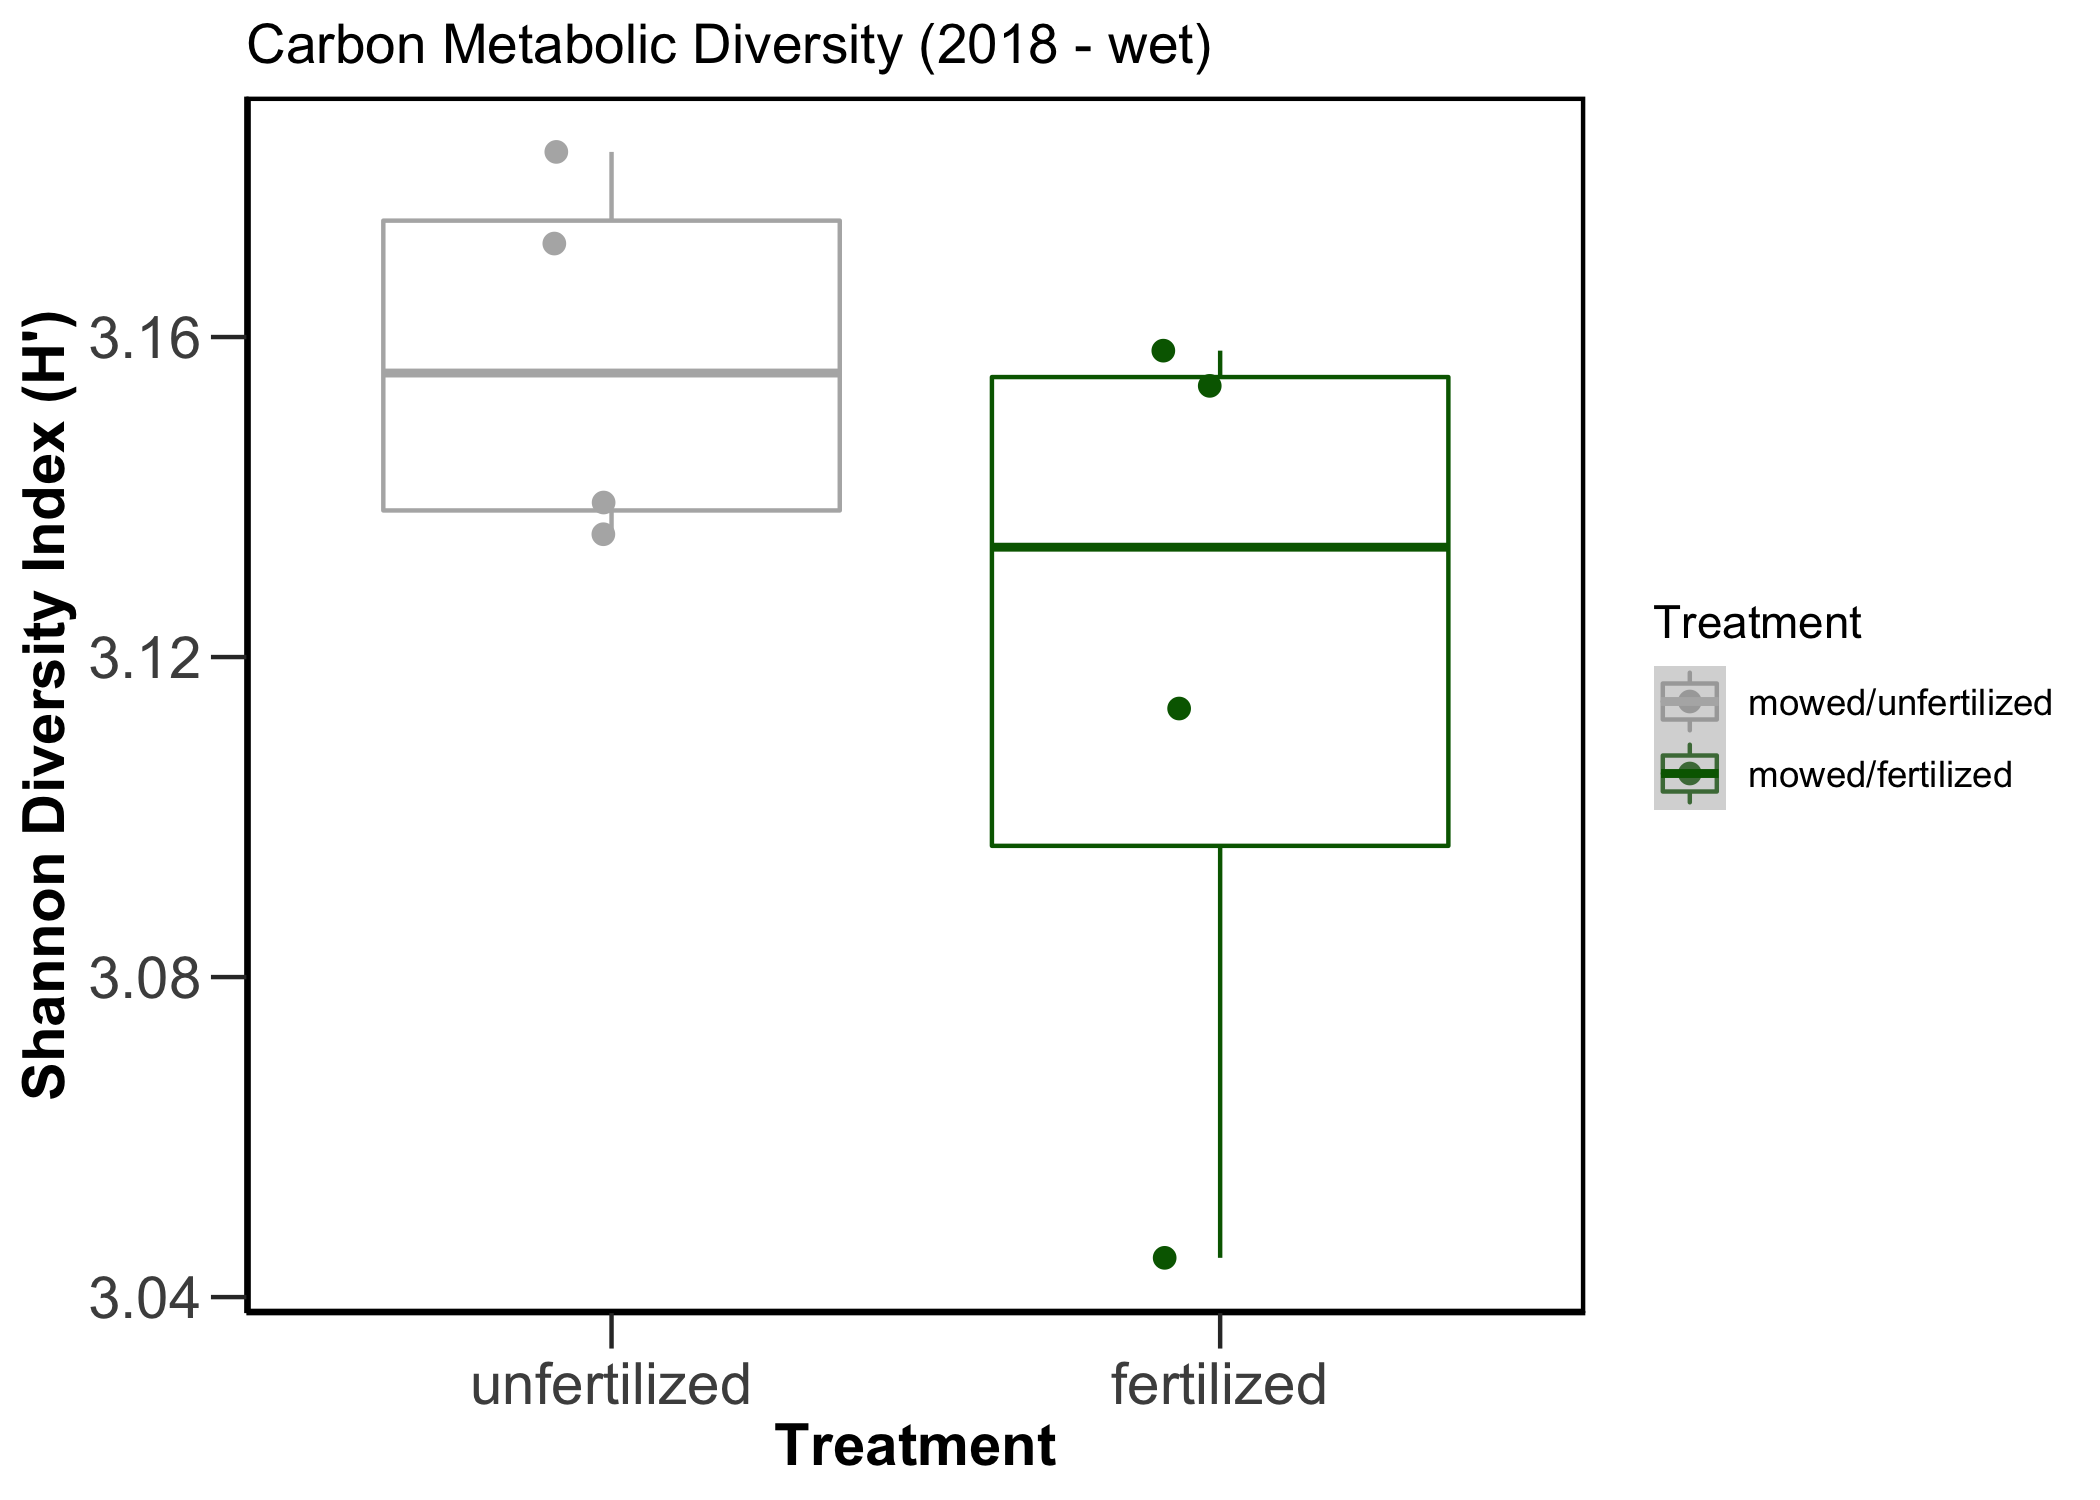 Carbon Metabolic Diversity (2018 - wet)
Shannon Diversity Index (H')
3.16
3.12
3.08
3.04
unfertilized
fertilized
Treatment
Treatment
mowed/unfertilized
mowed/fertilized